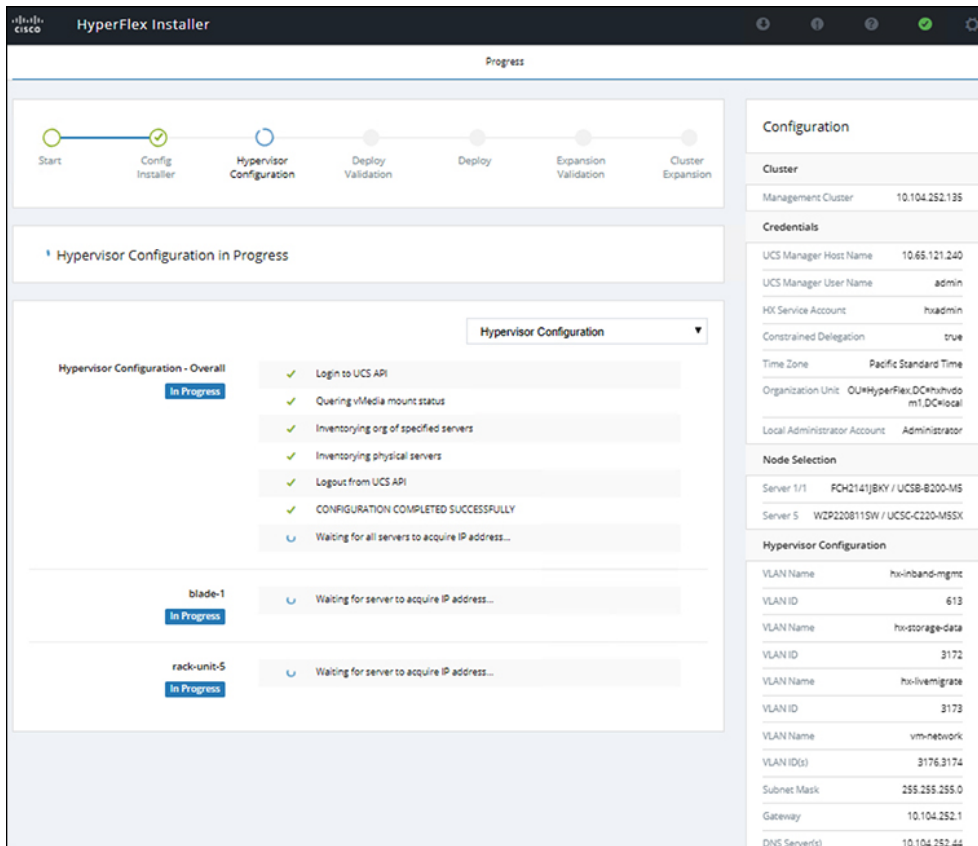 cisco
HyperFlex Installer
Progress
Start
Config
Installer
Hypervisor
Configuration
Deploy
Validation
Deploy
Expansion
Validation
Cluster
Expansion
Hypervisor Configuration in Progress
Hypervisor Configuration
Hypervisor Configuration - Overall
In Progress
Login to UCS API
Quering vMedia mount status
Inventorying org of specified servers
Inventorying physical servers
Logout from UCS API
CONFIGURATION COMPLETED SUCCESSFULLY
Waiting for all servers to acquire IP address...
blade-1
In Progress
Waiting for server to acquire IP address...
rack-unit-5
In Progress
Waiting for server to acquire IP address...
Configuration
Cluster
Management Cluster 10.104.252.135
Credentials
UCS Manager Host Name 10.65.121.240
UCS Manager User Name admin
HX Service Account hxadmin
Constrained Delegation true
Time Zone Pacific Standard Time
Organization Unit OU=HyperFlex,DC=hxhvdo
m1,DC=local
Local Administrator Account Administrator
Node Selection
Server 1/1 FCH2141JBKY / UCSB-B200-M5
Server 5 WZP220811SW / UCSC-C220-M5SX
Hypervisor Configuration
VLAN Name hx-inband-mgmt
VLAN ID 613
VLAN Name hx-storage-data
VLAN ID 3172
VLAN Name hx-livemigrate
VLAN ID 3173
VLAN Name vm-network
VLAN ID(s) 3176,3174
Subnet Mask 255.255.255.0
Gateway 10.104.252.1
DNS Server(s) 10.104.252.44